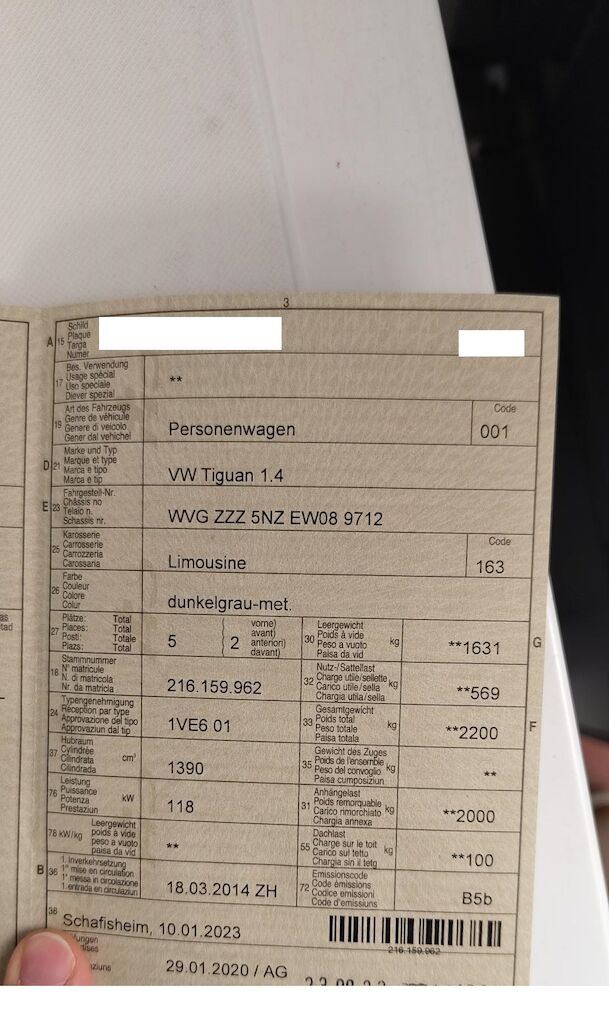 3
A 15 Schild
Plaque
Targa
Numer
17 Bes. Verwendung
Usage spécial
Uso speciale
Diever spezial
**
19 Art des Fahrzeugs
Genre de véhicule
Genere di veicolo
Gener dal vehichel
Personenwagen
Code
001
D 21 Marke und Typ
Marque et type
Marca e tipo
Marca e tip
VW Tiguan 1.4
E 23 Fahrgestell-Nr.
Châssis no
Telaio n.
Schassis nr.
WVG ZZZ 5NZ EW08 9712
25 Karosserie
Carrosserie
Carrozzeria
Carossaria
Limousine
Code
163
26 Farbe
Couleur
Colore
Colur
dunkelgrau-met.
27 Plätze: Total
Places: Total
Posti: Totale
Plazs: Total
5
2
vorne)
avant)
anteriori)
davant)
30 Leergewicht
Poids à vide
Peso a vuoto
Paisa da vid
kg
**1631
G
18 Stammnummer
N° matricule
N. di matricola
Nr. da matricla
216.159.962
32 Nutz-/Sattellast
Charge utile/sellette
Carico utile/sella
Chargia utila/sella
kg
**569
24 Typengenehmigung
Réception par type
Approvazione del tipo
Approvaziun dal tip
1VE6 01
33 Gesamtgewicht
Poids total
Peso totale
Paisa totala
kg
**2200
F
37 Hubraum
Cylindrée
Cilindrata
Cilindrada
cm³
1390
35 Gewicht des Zuges
Poids de l'ensemble
Peso del convoglio
Paisa cumposiziun
kg
**
76 Leistung
Puissance
Potenza
Prestaziun
kW
118
31 Anhängelast
Poids remorquable
Carico rimorchiato
Chargia annexa
kg
**2000
78 kW/kg
Leergewicht
poids à vide
peso a vuoto
paisa da vid
**
55 Dachlast
Charge sur le toit
Carico sul tetto
Chargia sin il tetg
kg
**100
B 36 1. Inverkehrsetzung
1re mise en circulation
1a messa in circolazione
1. entrada en circulaziun
18.03.2014 ZH
72 Emissionscode
Code émissions
Codice emissioni
Code d'emissiuns
B5b
38
Schafisheim, 10.01.2023
216.159.962
29.01.2020 / AG